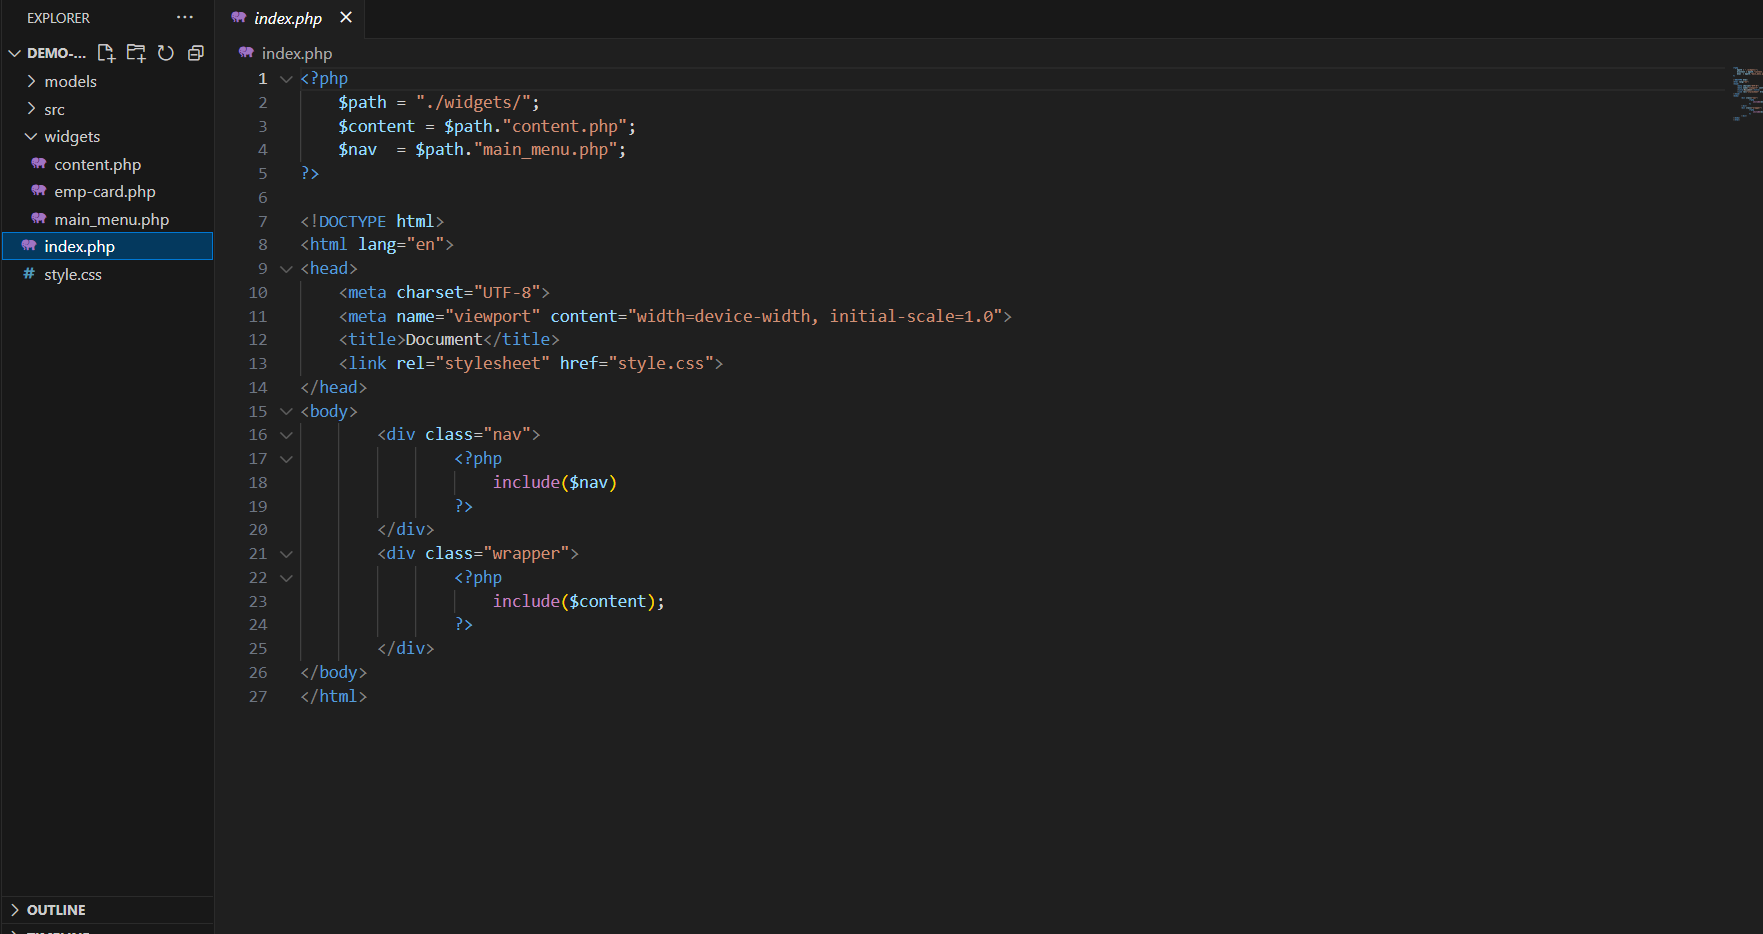 EXPLORER
DEMO-...
models
src
widgets
content.php
emp-card.php
main_menu.php
index.php
# style.css
OUTLINE
index.php
index.php
1 <?php
2 $path = "./widgets/";
3 $content = $path."content.php";
4 $nav  = $path."main_menu.php";
5 ?>
6
7 <!DOCTYPE html>
8 <html lang="en">
9 <head>
10 <meta charset="UTF-8">
11 <meta name="viewport" content="width=device-width, initial-scale=1.0">
12 <title>Document</title>
13 <link rel="stylesheet" href="style.css">
14 </head>
15 <body>
16 <div class="nav">
17 <?php
18 include($nav)
19 ?>
20 </div>
21 <div class="wrapper">
22 <?php
23 include($content);
24 ?>
25 </div>
26 </body>
27 </html>